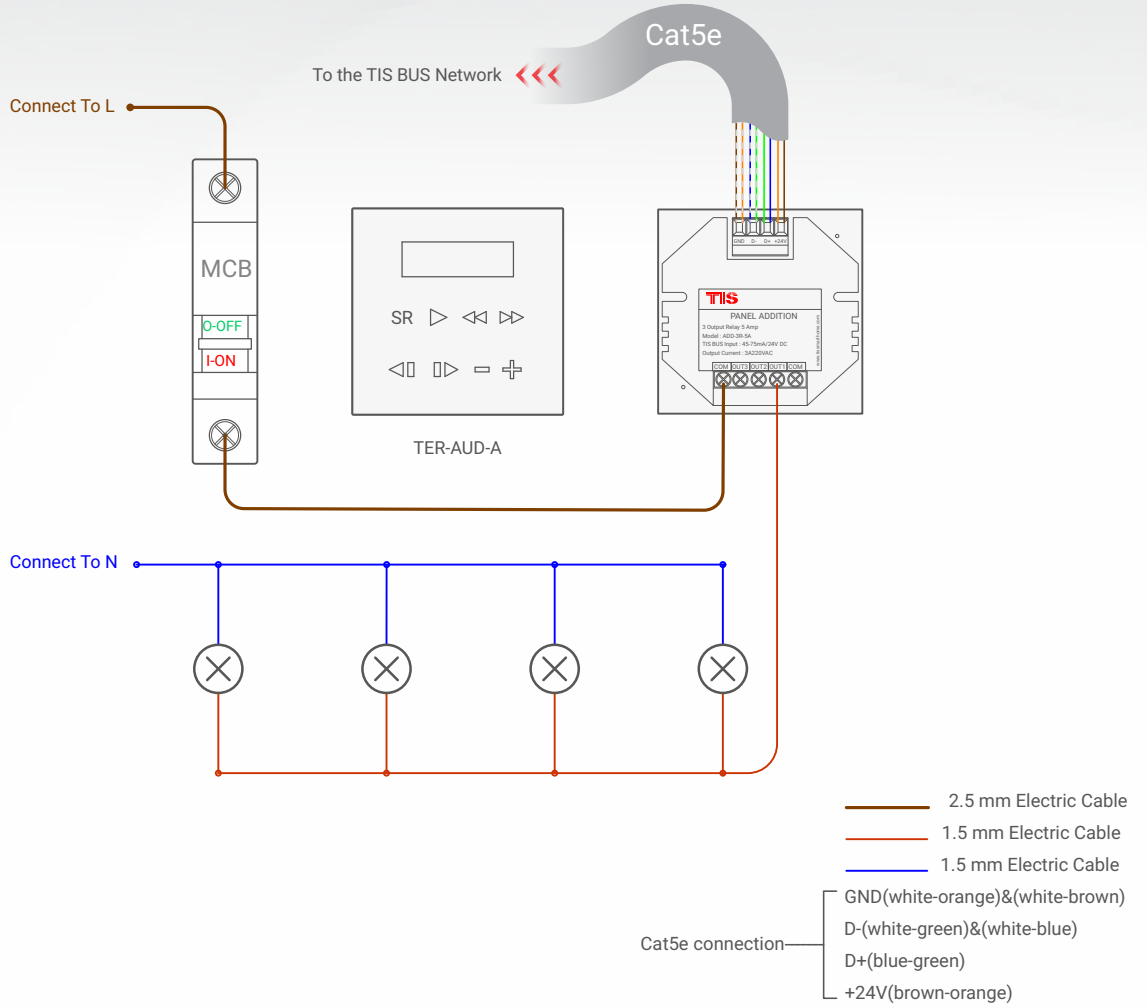 Cat5e
To the TIS BUS Network
Connect To L
MCB
O-OFF
I-ON
SR
TER-AUD-A
GND D- D+ +24V
TIS
PANEL ADDITION
3 Output Relay 5 Amp
Model : ADD-3R-5A
TIS BUS Input : 45-75mA/24V DC
Output Current : 3A220VAC
COM OUT3 OUT2 OUT1 COM
Connect To N
2.5 mm Electric Cable
1.5 mm Electric Cable
1.5 mm Electric Cable
Cat5e connection
GND(white-orange)&(white-brown)
D-(white-green)&(white-blue)
D+(blue-green)
+24V(brown-orange)